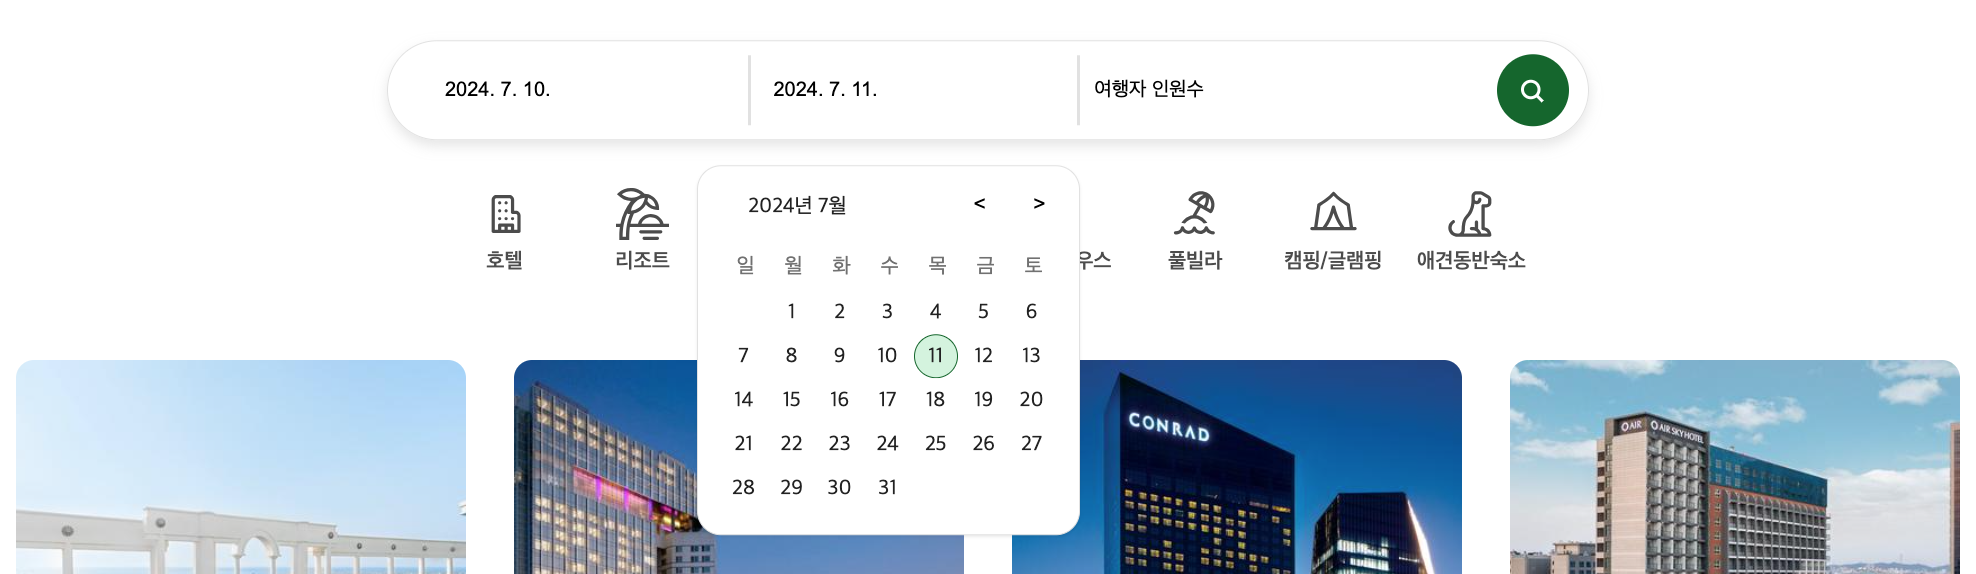 2024. 7. 10.
2024. 7. 11.
여행자 인원수
2024년 7월 < >
호텔
리조트
우스
풀빌라
캠핑/글램핑
애견동반숙소
일 월 화 수 목 금 토
1 2 3 4 5 6
7 8 9 10 11 12 13
14 15 16 17 18 19 20
21 22 23 24 25 26 27
28 29 30 31
CONRAD
AIR
AIR SKY HOTEL